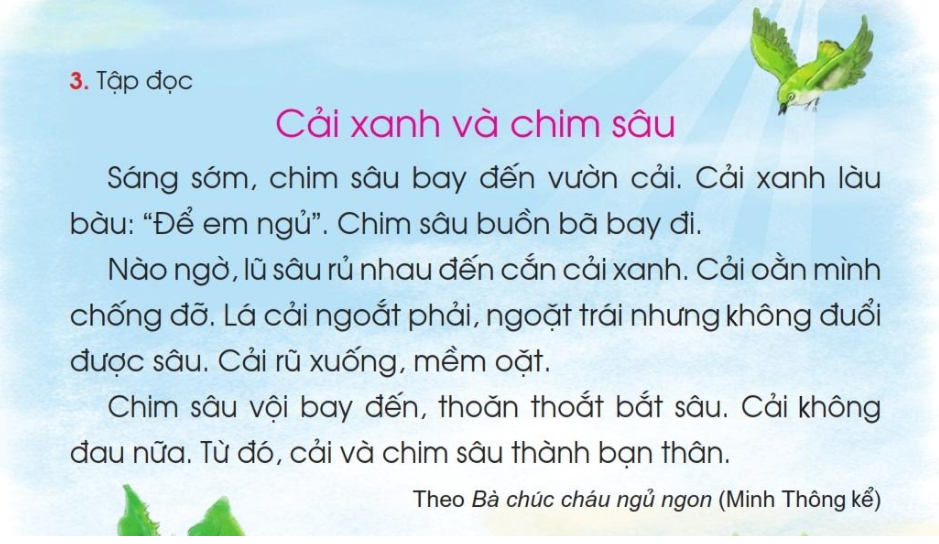 3. Tập đọc
Cải xanh và chim sâu
Sáng sớm, chim sâu bay đến vườn cải. Cải xanh làu
bàu: “Để em ngủ”. Chim sâu buồn bã bay đi.
Nào ngờ, lũ sâu rủ nhau đến cắn cải xanh. Cải oằn mình
chống đỡ. Lá cải ngoắt phải, ngoặt trái nhưng không đuổi
được sâu. Cải rũ xuống, mềm oặt.
Chim sâu vội bay đến, thoăn thoắt bắt sâu. Cải không
đau nữa. Từ đó, cải và chim sâu thành bạn thân.
Theo Bà chúc cháu ngủ ngon (Minh Thông kể)